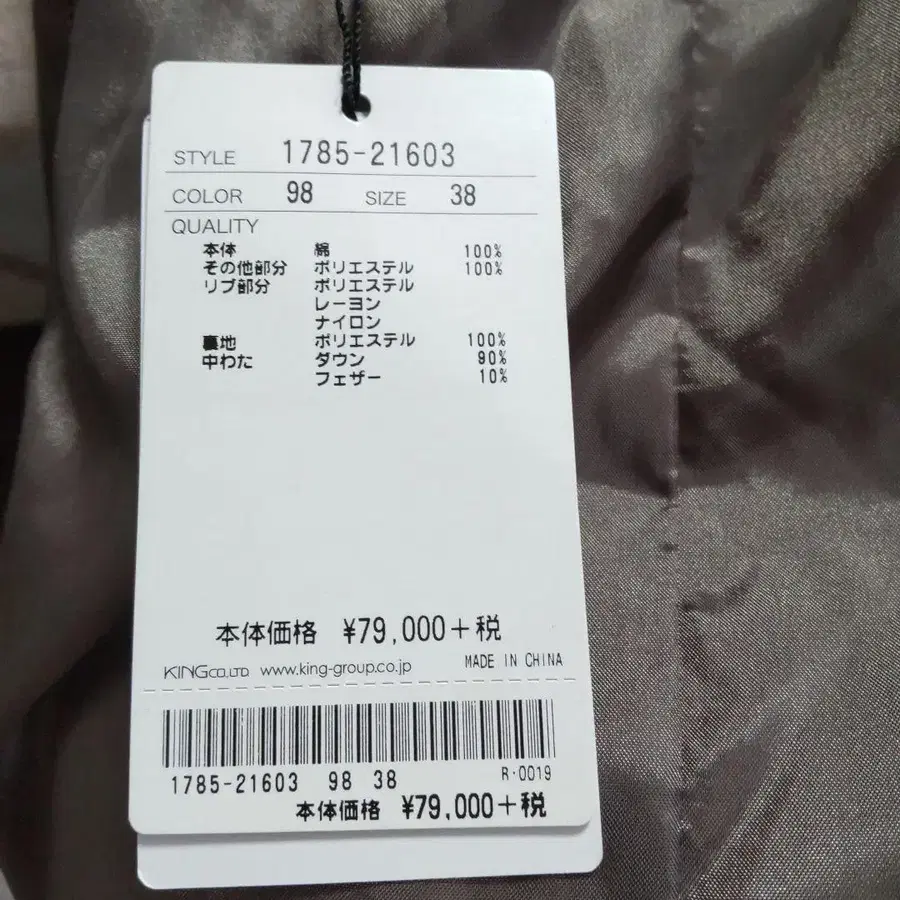 STYLE 1785-21603
COLOR 98 SIZE 38
QUALITY
本体 綿 100%
その他部分 ポリエステル 100%
リブ部分 ポリエステル
レーヨン
ナイロン
裏地 ポリエステル 100%
中わた ダウン 90%
フェザー 10%
本体価格 ¥79,000+税
KING CO.,LTD www.king-group.co.jp MADE IN CHINA
1785-21603 98 38 R·0019
本体価格 ¥79,000+税